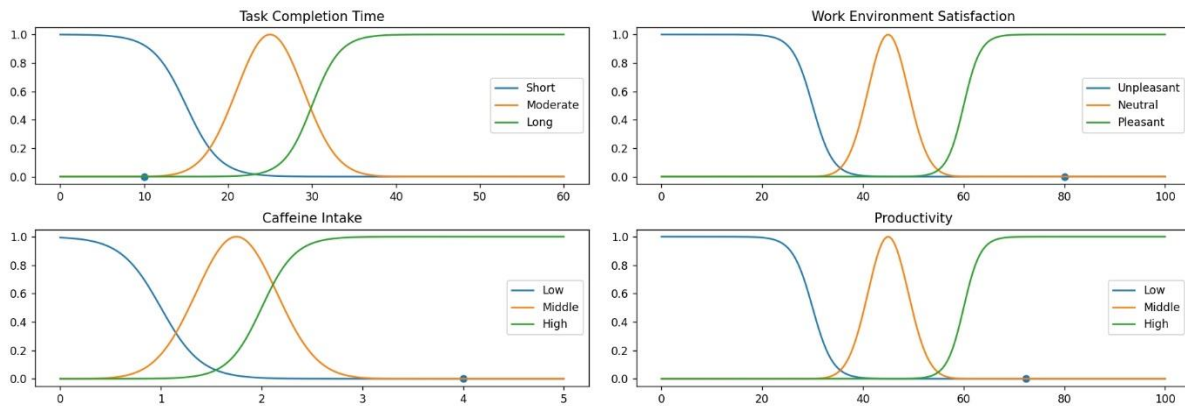 Task Completion Time
1.0
0.8
0.6
0.4
0.2
0.0
Short
Moderate
Long
0 10 20 30 40 50 60
Work Environment Satisfaction
1.0
0.8
0.6
0.4
0.2
0.0
Unpleasant
Neutral
Pleasant
0 20 40 60 80 100
Caffeine Intake
1.0
0.8
0.6
0.4
0.2
0.0
Low
Middle
High
0 1 2 3 4 5
Productivity
1.0
0.8
0.6
0.4
0.2
0.0
Low
Middle
High
0 20 40 60 80 100